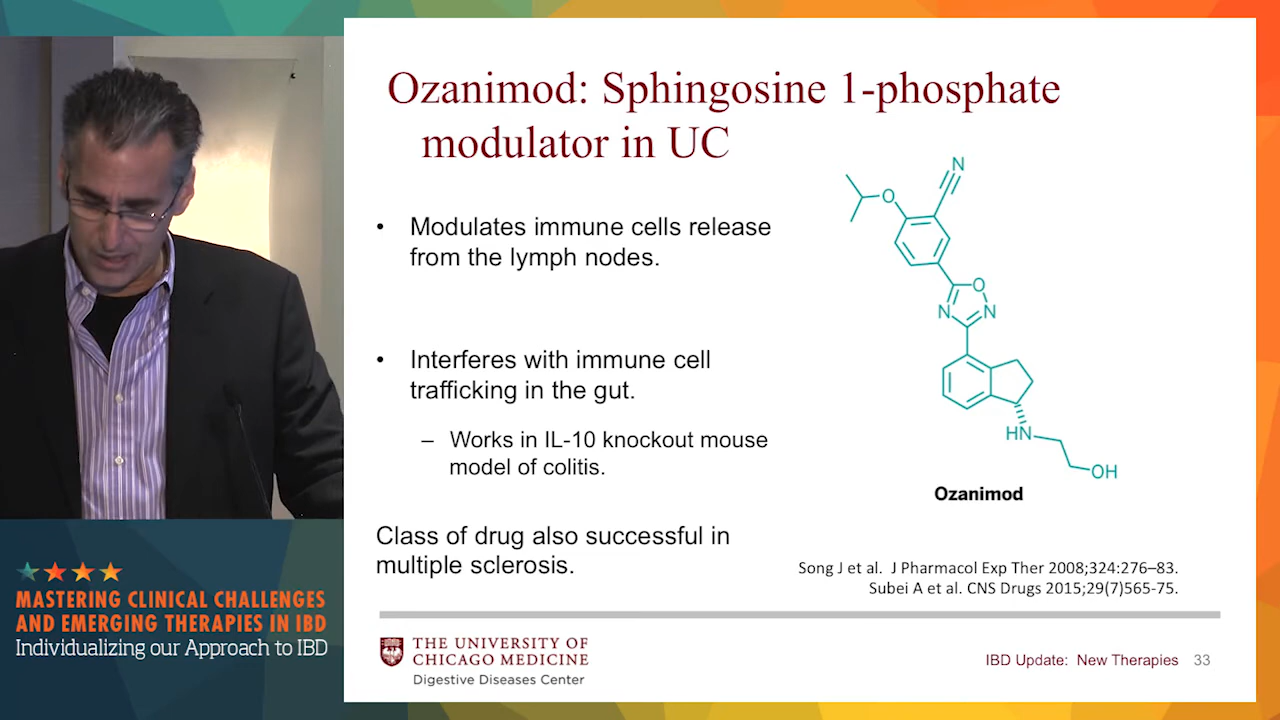 Ozanimod: Sphingosine 1-phosphate
modulator in UC
• Modulates immune cells release
from the lymph nodes.
• Interferes with immune cell
trafficking in the gut.
– Works in IL-10 knockout mouse
model of colitis.
Class of drug also successful in
multiple sclerosis.
N
O
O
N
N
HN
OH
Ozanimod
Song J et al. J Pharmacol Exp Ther 2008;324:276–83.
Subei A et al. CNS Drugs 2015;29(7)565-75.
THE UNIVERSITY OF
CHICAGO MEDICINE
Digestive Diseases Center
IBD Update: New Therapies 33
MASTERING CLINICAL CHALLENGES
AND EMERGING THERAPIES IN IBD
Individualizing our Approach to IBD